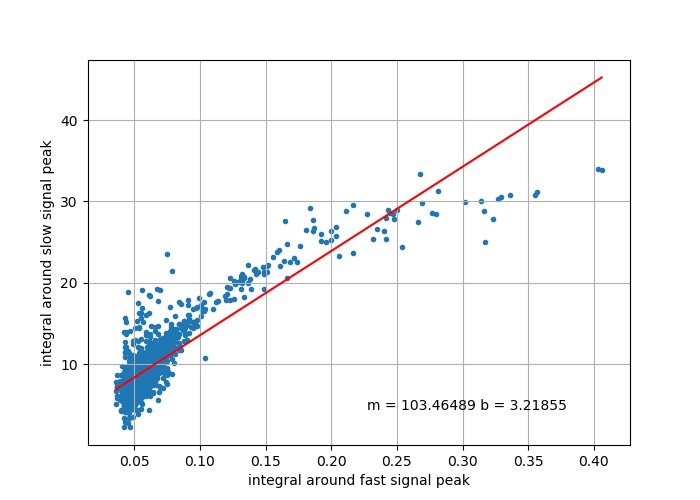 40
30
20
10
integral around slow signal peak
m = 103.46489 b = 3.21855
0.05 0.10 0.15 0.20 0.25 0.30 0.35 0.40
integral around fast signal peak